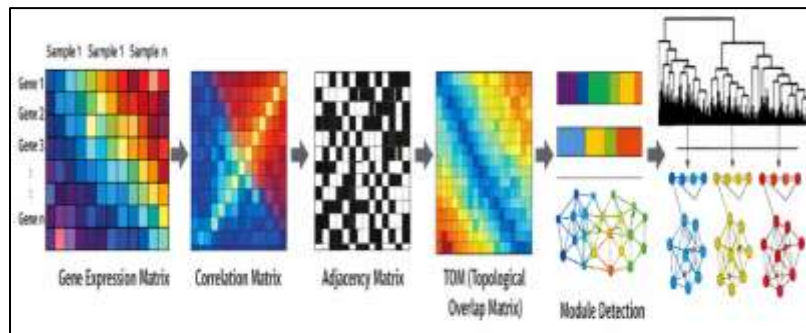 Sample 1 Sample 1 Sample n
Gene 1
Gene 2
Gene 3
Gene n
Gene Expression Matrix
Correlation Matrix
Adjacency Matrix
TOM (Topological
Overlap Matrix)
Module Detection